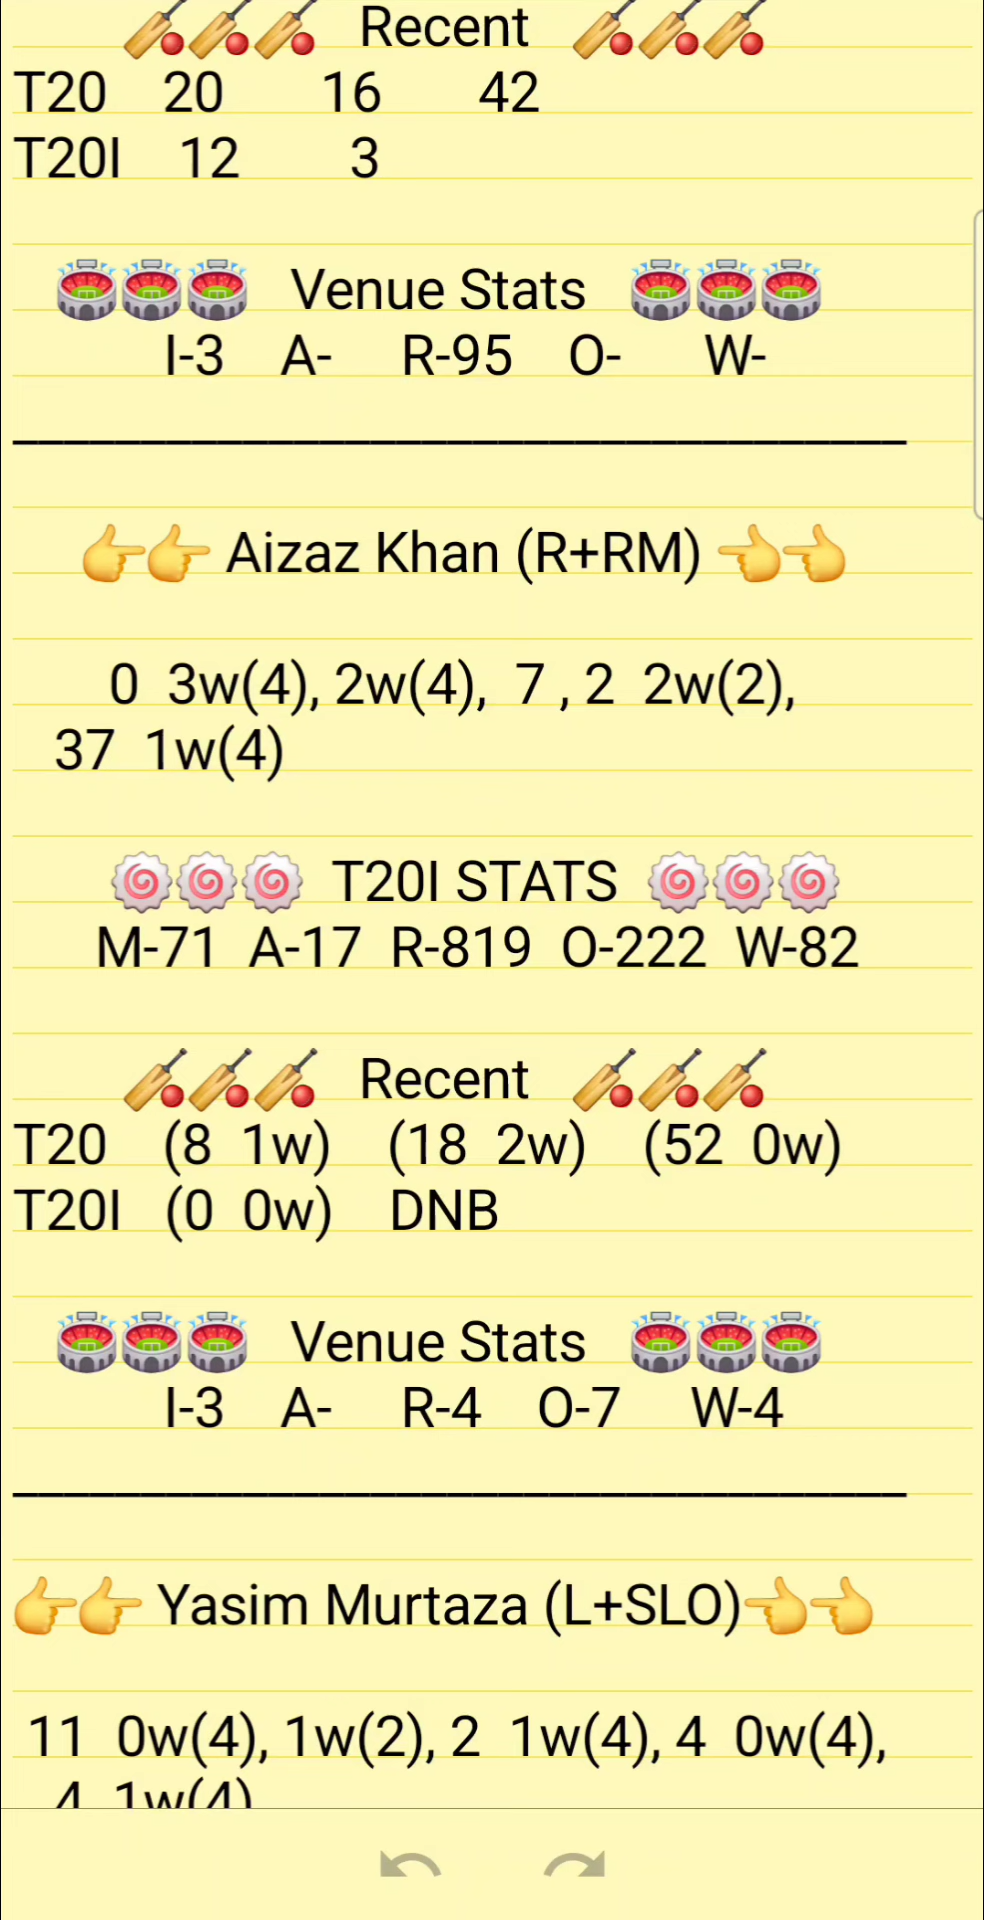 Recent
T20 20 16 42
T20I 12 3
Venue Stats
I-3 A- R-95 O- W-
Aizaz Khan (R+RM)
0 3w(4), 2w(4), 7 , 2 2w(2),
37 1w(4)
T20I STATS
M-71 A-17 R-819 O-222 W-82
Recent
T20 (8 1w) (18 2w) (52 0w)
T20I (0 0w) DNB
Venue Stats
I-3 A- R-4 O-7 W-4
Yasim Murtaza (L+SLO)
11 0w(4), 1w(2), 2 1w(4), 4 0w(4),
4 1w(4)